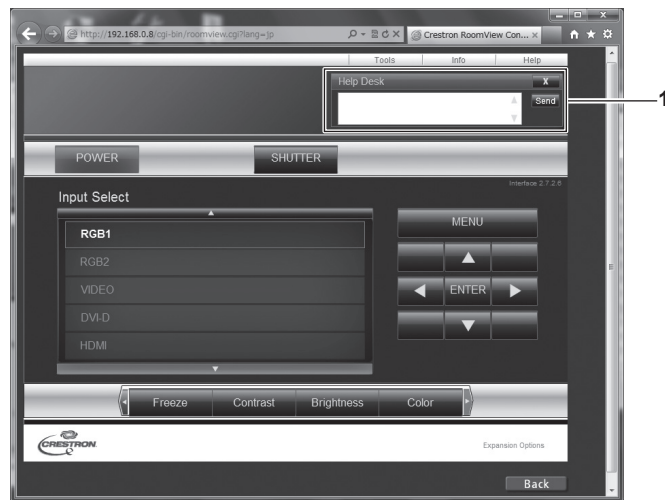 http://192.168.0.8/cgi-bin/roomview.cgi?lang=jp
Crestron RoomView Con... ×
Tools Info Help
Help Desk X
Send
1
POWER SHUTTER
Interface 2.7.2.6
Input Select
RGB1
RGB2
VIDEO
DVI-D
HDMI
MENU
ENTER
Freeze Contrast Brightness Color
CRESTRON
Expansion Options
Back